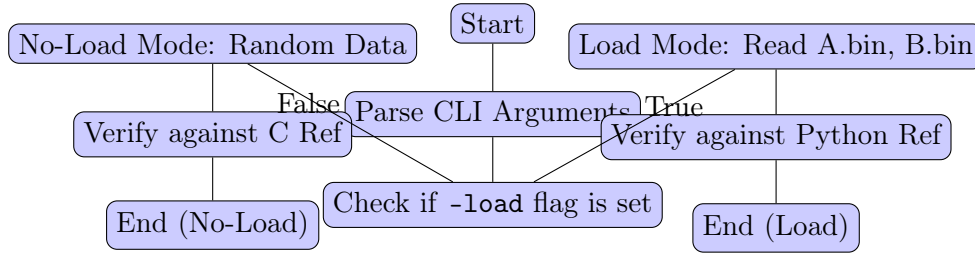 Start
No-Load Mode: Random Data
Load Mode: Read A.bin, B.bin
False
Parse CLI Arguments
True
Verify against C Ref
Verify against Python Ref
Check if -load flag is set
End (No-Load)
End (Load)